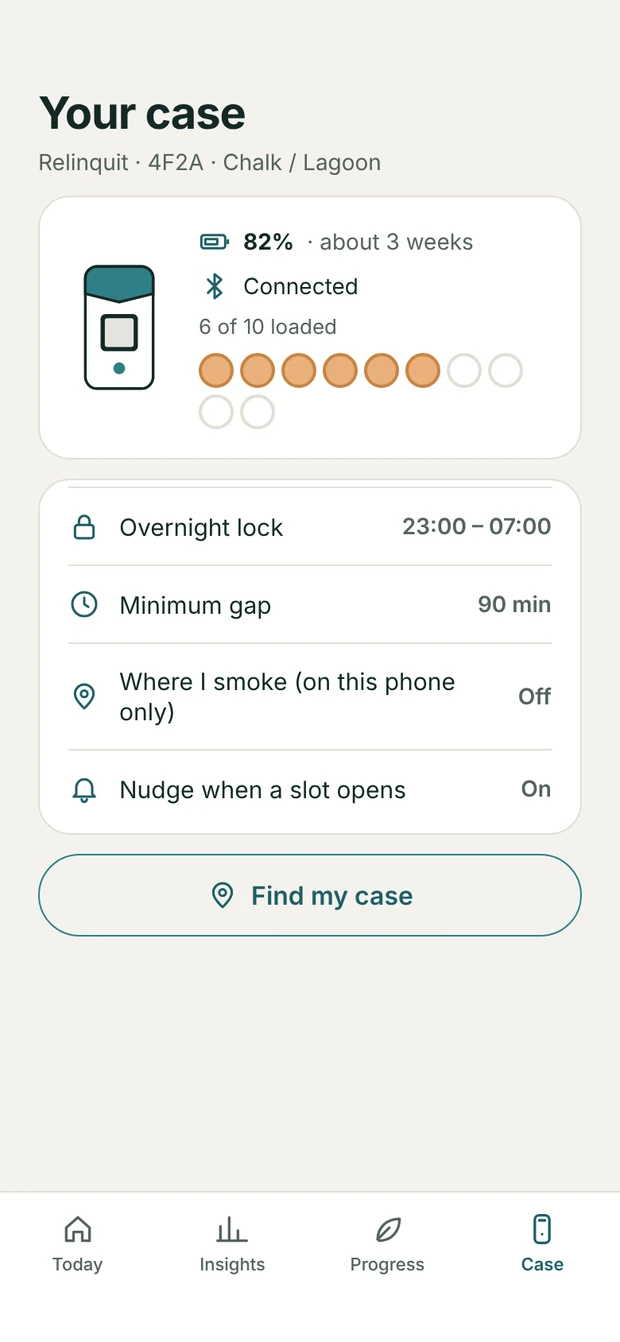 Your case
Relinquit · 4F2A · Chalk / Lagoon
82% · about 3 weeks
Connected
6 of 10 loaded
Overnight lock 23:00 – 07:00
Minimum gap 90 min
Where I smoke (on this phone
only)
Off
Nudge when a slot opens On
Find my case
Today Insights Progress Case